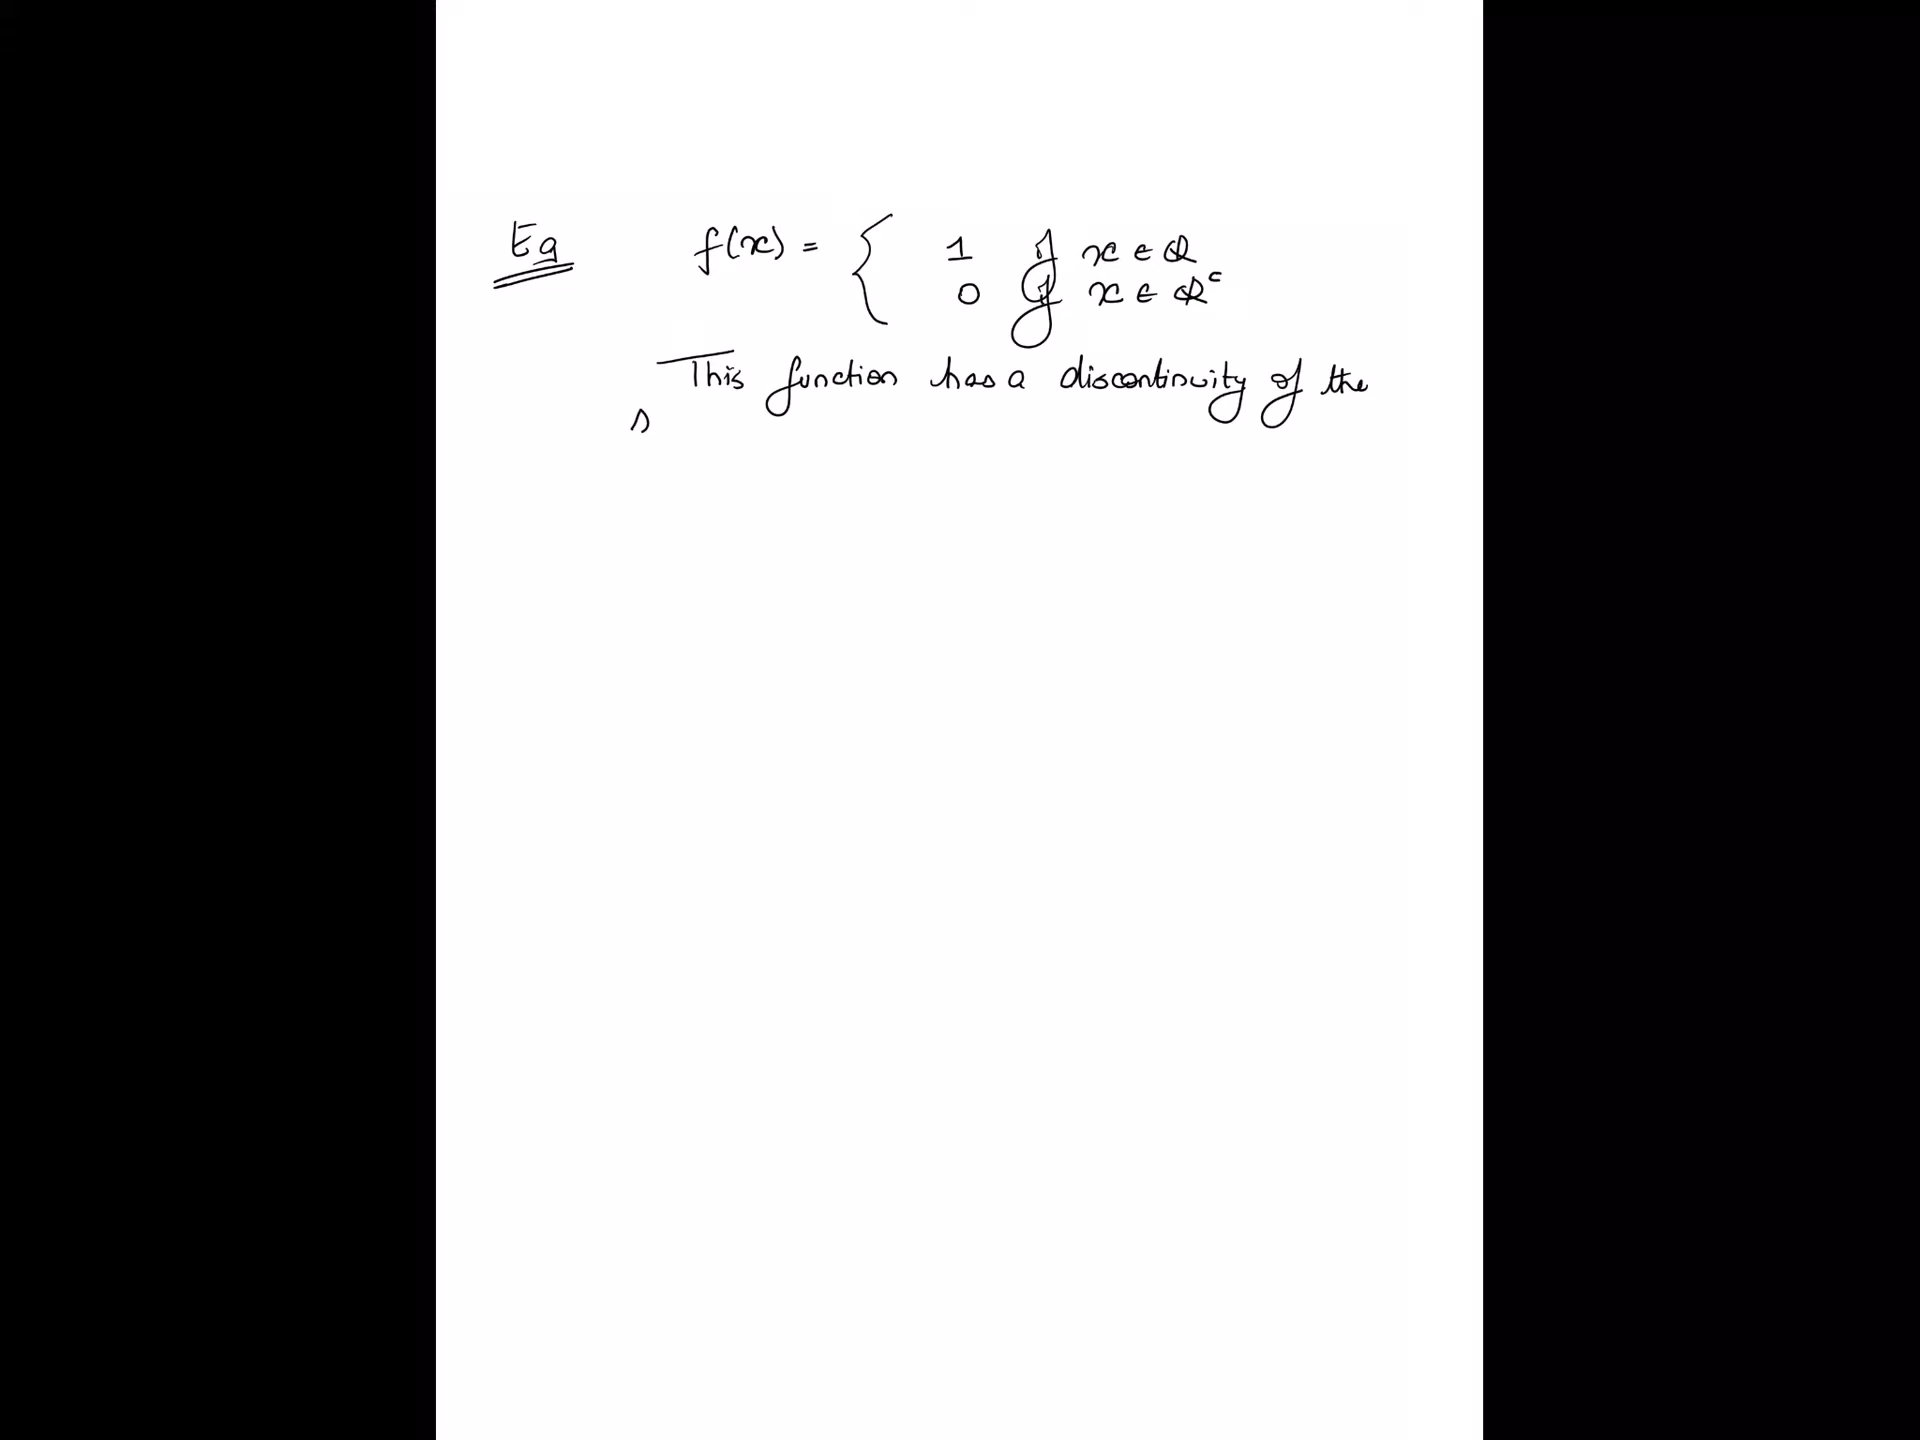 Eg f(x) = { 1 if x ∈ Q
0 if x ∈ Q^c
This function has a discontinuity of the
s